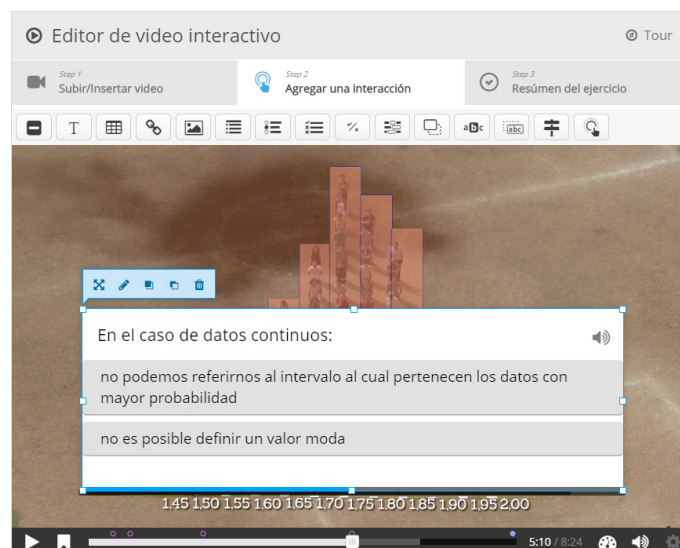 Editor de video interactivo
Tour
Step 1
Subir/Insertar video
Step 2
Agregar una interacción
Step 3
Resúmen del ejercicio
T
abc
abc
En el caso de datos continuos:
no podemos referirnos al intervalo al cual pertenecen los datos con
mayor probabilidad
no es posible definir un valor moda
1,45 1,50 1,55 1,60 1,65 1,70 1,75 1,80 1,85 1,90 1,95 2,00
5:10 / 8:24